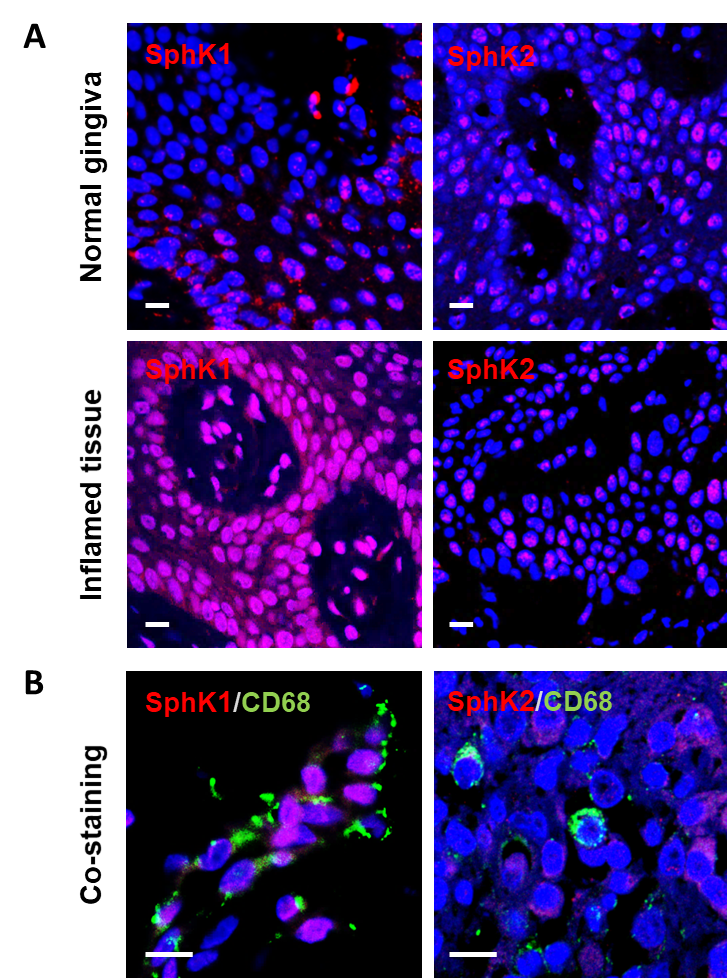 A
Normal gingiva
SphK1
SphK2
Inflamed tissue
SphK1
SphK2
B
Co-staining
SphK1/CD68
SphK2/CD68